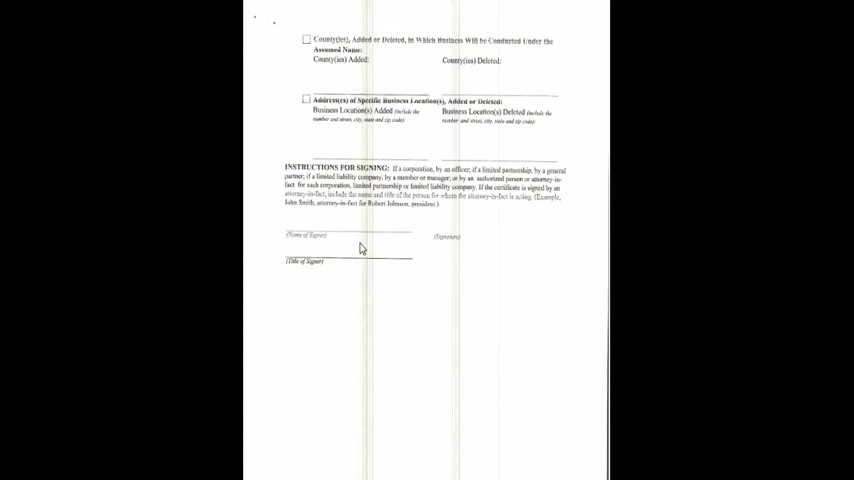 County(ies), Added or Deleted, in Which Business Will be Conducted Under the
Assumed Name:
County(ies) Added: County(ies) Deleted:
Address(es) of Specific Business Location(s), Added or Deleted:
Business Location(s) Added (include the Business Location(s) Deleted (include the
number and street, city, state and zip code): number and street, city, state and zip code):
INSTRUCTIONS FOR SIGNING: If a corporation, by an officer; if a limited partnership, by a general
partner; if a limited liability company, by a member or manager; or by an authorized person or attorney-in-
fact for such corporation, limited partnership or limited liability company. If the certificate is signed by an
attorney-in-fact, include the name and title of the person for whom the attorney-in-fact is acting. (Example,
John Smith, attorney-in-fact for Robert Johnson, president.)
(Name of Signer) (Signature)
(Title of Signer)